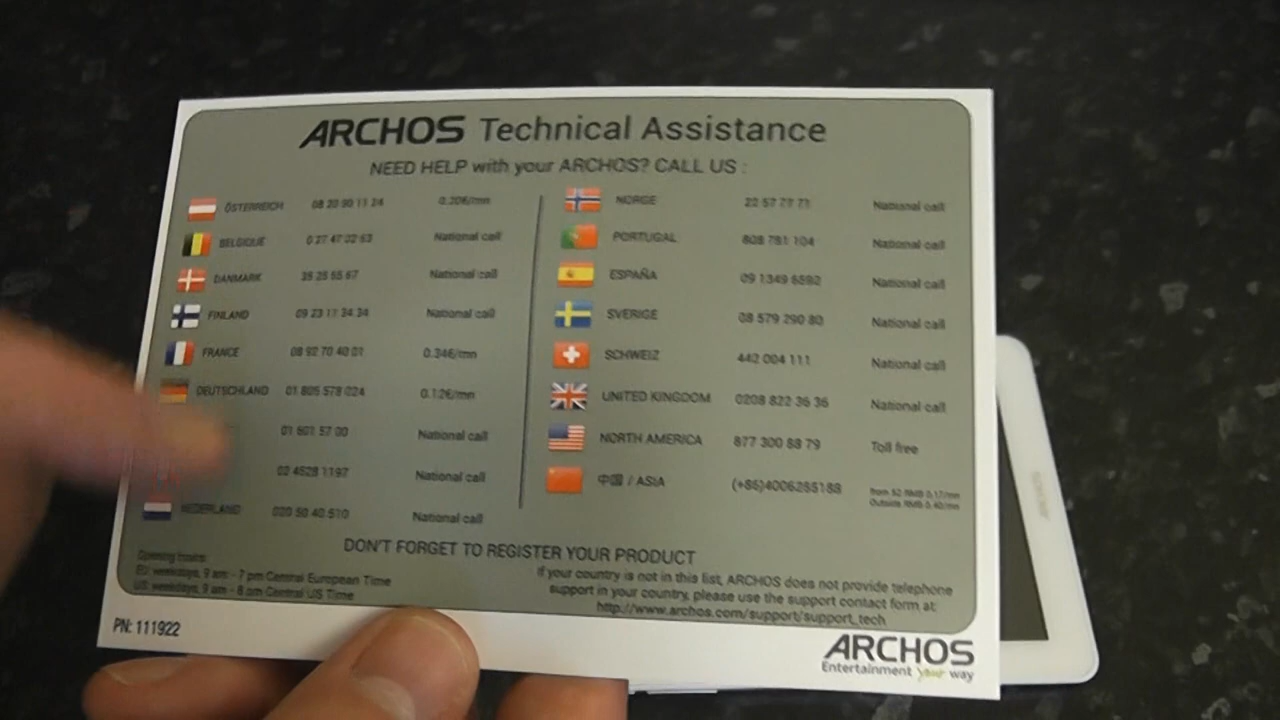 ARCHOS Technical Assistance
NEED HELP with your ARCHOS? CALL US :
ÖSTERREICH 08 20 90 11 24 0.20€/mn
BELGIQUE 0 27 47 02 63 National call
DANMARK 35 25 65 67 National call
FINLAND 09 23 11 34 34 National call
FRANCE 08 92 70 40 01 0.34€/mn
DEUTSCHLAND 01 805 578 024 0.12€/mn
01 601 57 00 National call
02 4528 1197 National call
NEDERLAND 020 50 40 510 National call
NORGE 22 57 77 71 National call
PORTUGAL 808 781 104 National call
ESPAÑA 09 1349 6592 National call
SVERIGE 08 579 290 80 National call
SCHWEIZ 442 004 111 National call
UNITED KINGDOM 0208 822 36 36 National call
NORTH AMERICA 877 300 88 79 Toll free
中国 / ASIA (+86)4006255188
Outside RMB 0.40/mn
DON'T FORGET TO REGISTER YOUR PRODUCT
Opening hours:
EU: weekdays, 9 am - 7 pm Central European Time
US: weekdays, 9 am - 8 pm Central US Time
If your country is not in this list, ARCHOS does not provide telephone
support in your country, please use the support contact form at:
http://www.archos.com/support/support_tech
PN: 111922
ARCHOS
Entertainment your way